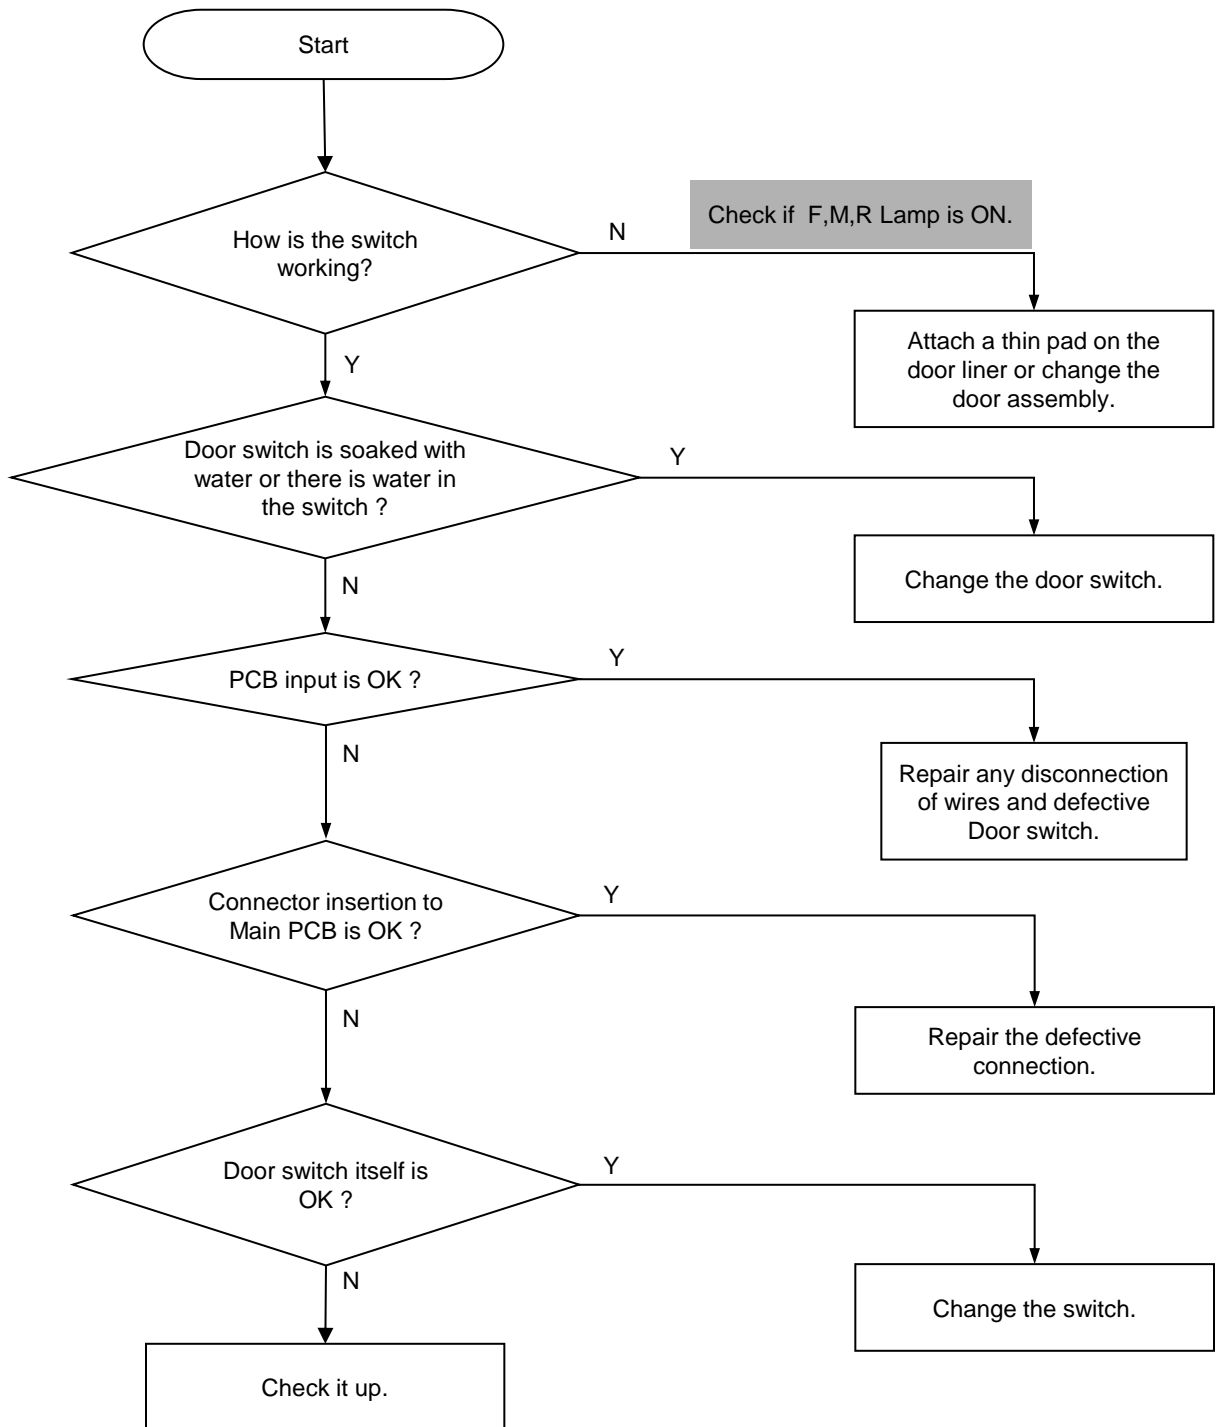 Start
How is the switch
working?
N
Check if F,M,R Lamp is ON.
Attach a thin pad on the
door liner or change the
door assembly.
Y
Door switch is soaked with
water or there is water in
the switch ?
Y
Change the door switch.
N
PCB input is OK ?
Y
Repair any disconnection
of wires and defective
Door switch.
N
Connector insertion to
Main PCB is OK ?
Y
Repair the defective
connection.
N
Door switch itself is
OK ?
Y
Change the switch.
N
Check it up.